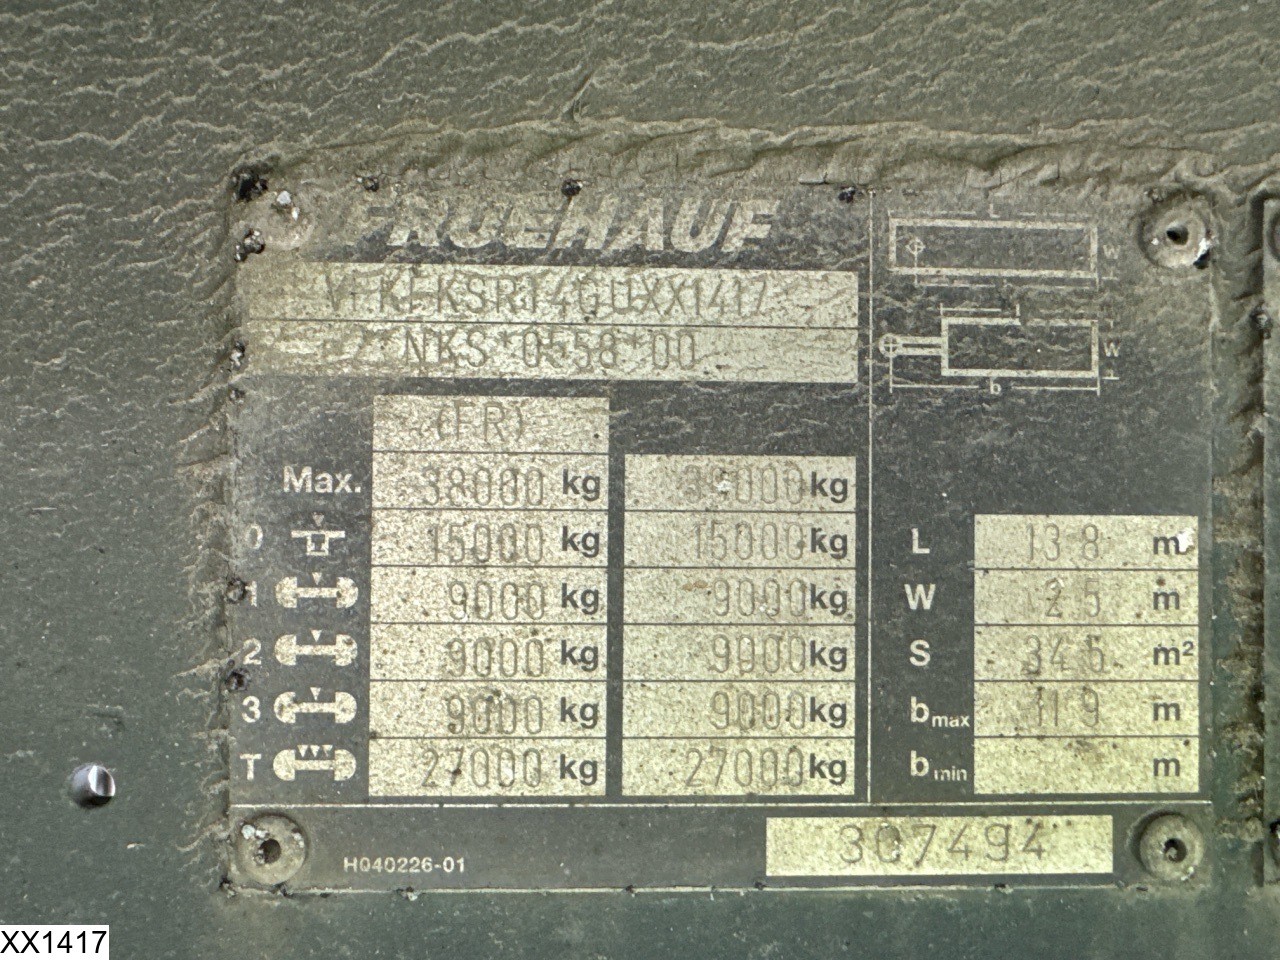 FRUEHAUF
VFKFKSR14GUXX1417
NKS*0558*00
(FR)
Max. 38000 kg 39000 kg
0 15000 kg 15000 kg
1 9000 kg 9000 kg
2 9000 kg 9000 kg
3 9000 kg 9000 kg
T 27000 kg 27000 kg
L
W
L
W
b
L 13 8 m
W 2 5 m
S 34 5 m²
bmax 11 9 m
bmin m
H040226-01
307494
XX1417